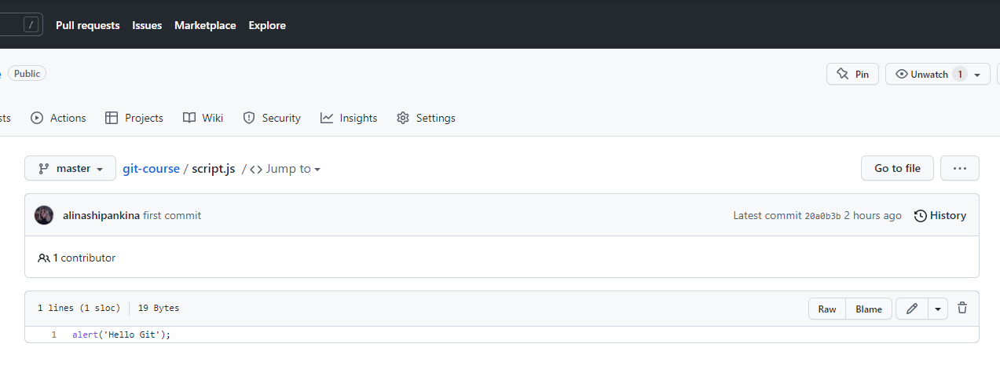 / Pull requests Issues Marketplace Explore
Public Pin Unwatch 1
sts Actions Projects Wiki Security Insights Settings
master git-course / script.js / <> Jump to Go to file ...
alinashipankina first commit Latest commit 20a0b3b 2 hours ago History
1 contributor
1 lines (1 sloc) 19 Bytes Raw Blame
1 alert('Hello Git');